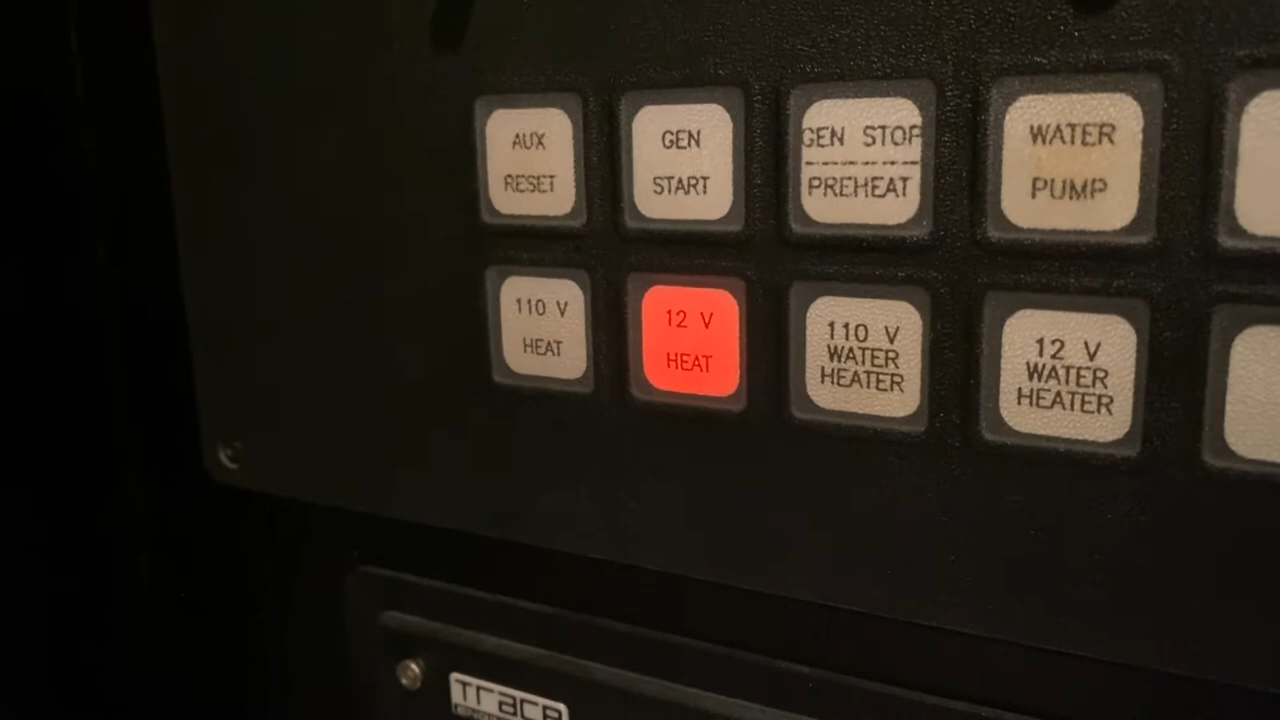 AUX
RESET
GEN
START
GEN STOP
PREHEAT
WATER
PUMP
110 V
HEAT
12 V
HEAT
110 V
WATER
HEATER
12 V
WATER
HEATER
Trace